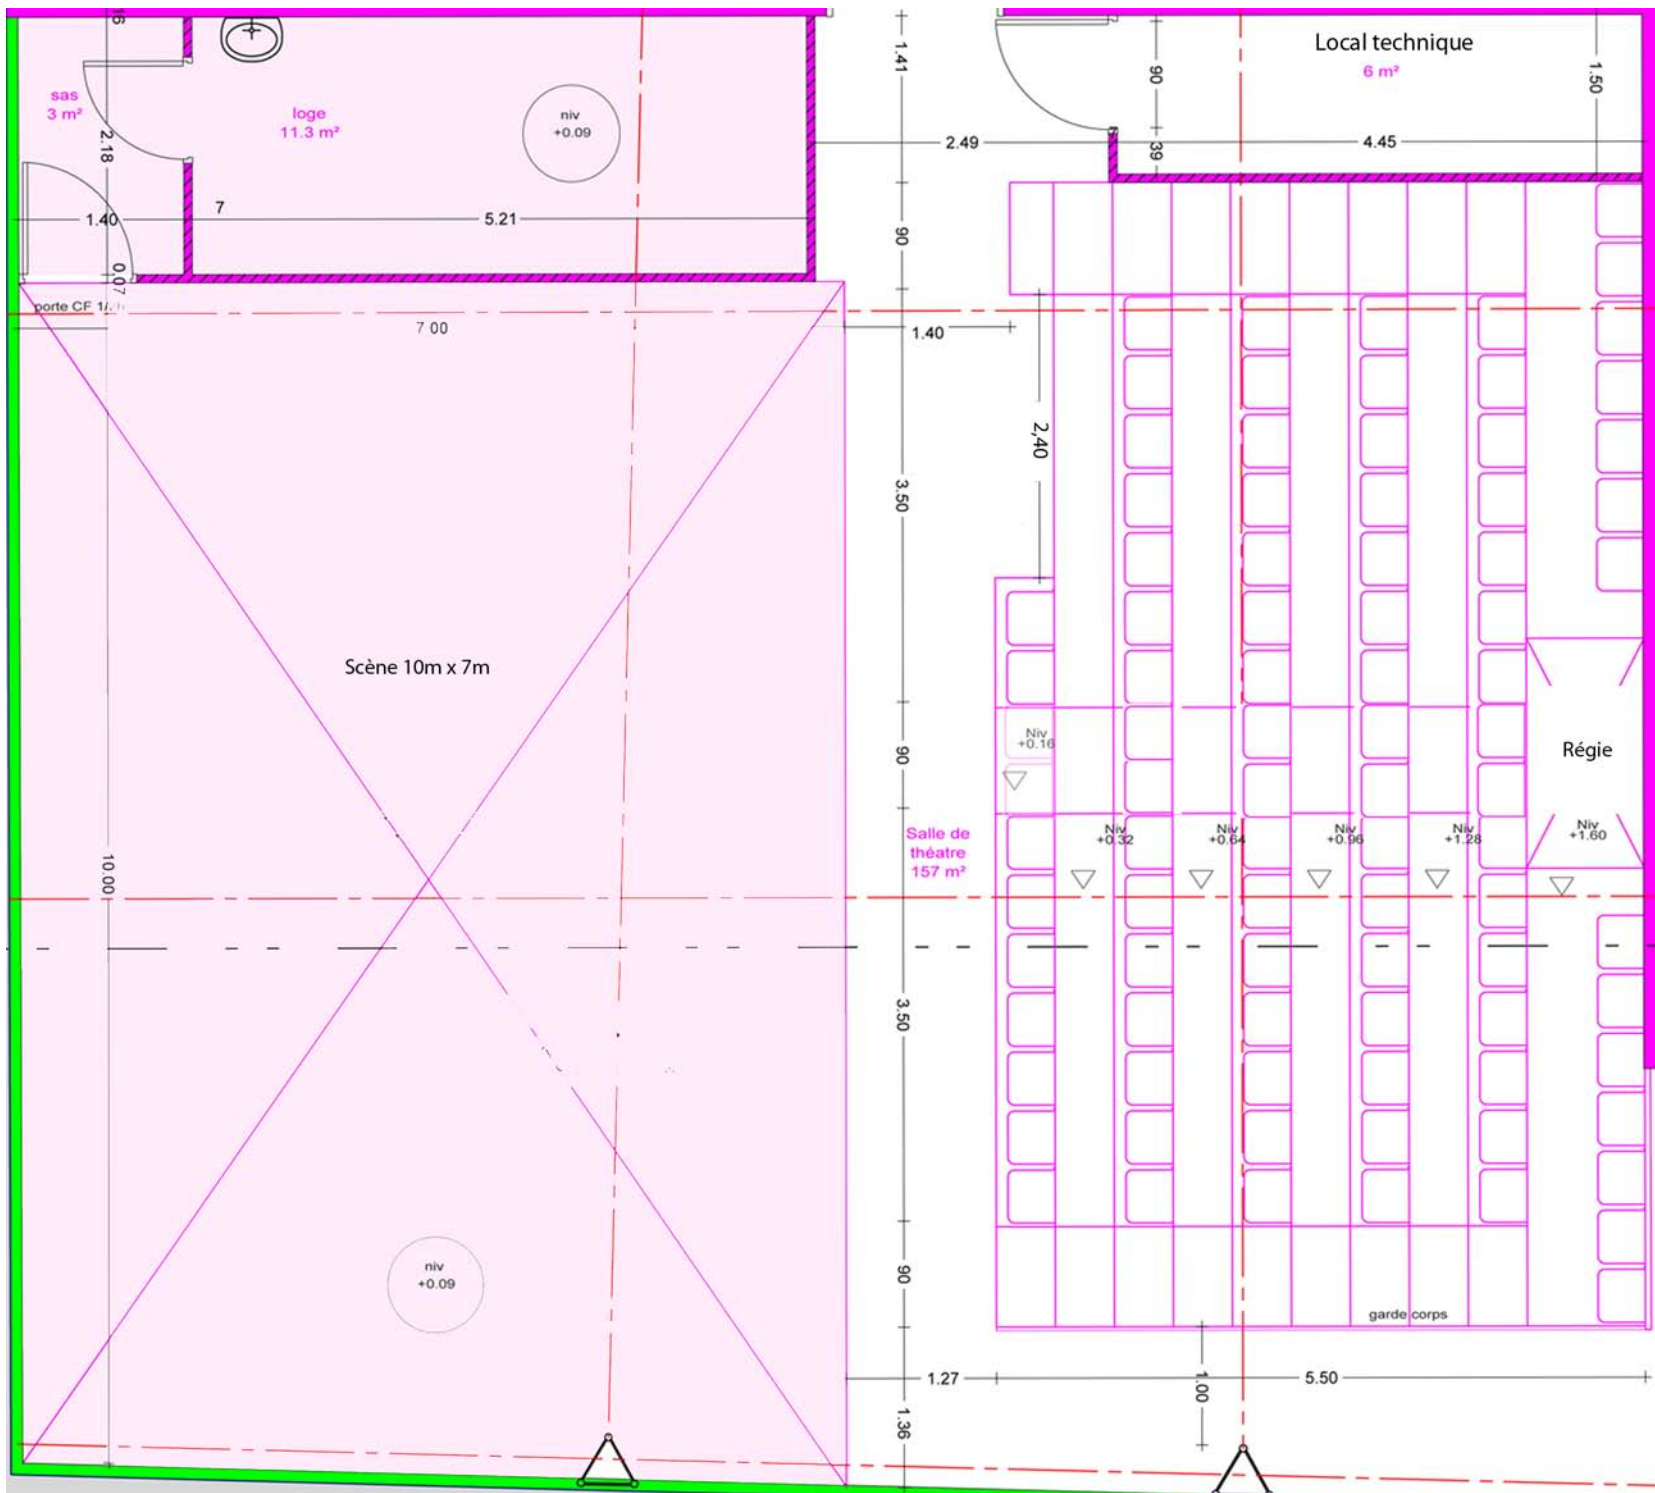 16
1.41
Local technique
6 m²
90
1.50
sas
3 m²
loge
11.3 m²
niv
+0.09
2.18
2.49
39
4.45
1.40
7
5.21
90
0.07
porte CF
7 00
1.40
2,40
3.50
Scène 10m x 7m
Niv
+0.16
90
Régie
Salle de
théatre
157 m²
Niv
+0.32
Niv
+0.64
Niv
+0.96
Niv
+1.28
Niv
+1.60
10.00
3.50
niv
+0.09
90
garde corps
1.27
1.00
5.50
1.36